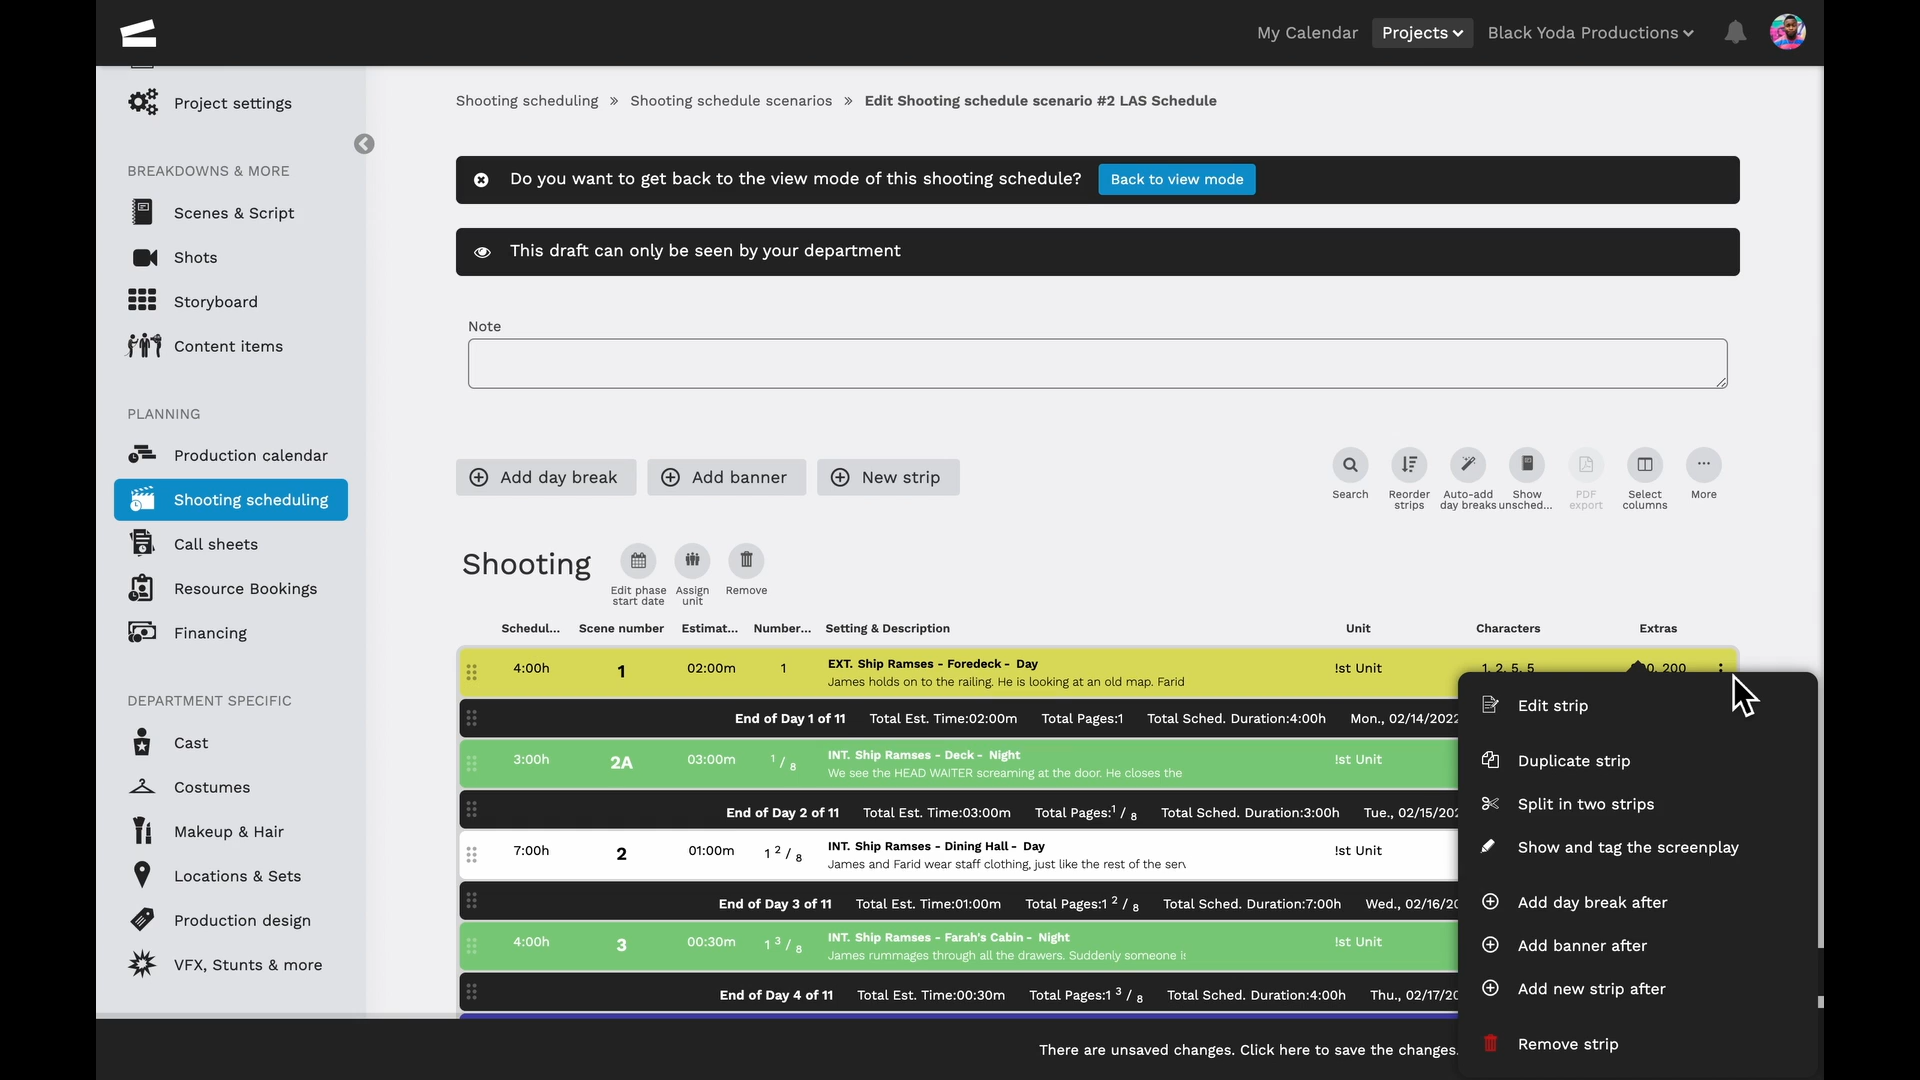 My Calendar Projects Black Yoda Productions
Project settings
BREAKDOWNS & MORE
Scenes & Script
Shots
Storyboard
Content items
PLANNING
Production calendar
Shooting scheduling
Call sheets
Resource Bookings
Financing
DEPARTMENT SPECIFIC
Cast
Costumes
Makeup & Hair
Locations & Sets
Production design
VFX, Stunts & more
Shooting scheduling » Shooting schedule scenarios » Edit Shooting schedule scenario #2 LAS Schedule
Do you want to get back to the view mode of this shooting schedule? Back to view mode
This draft can only be seen by your department
Note
Add day break Add banner New strip
Search
Reorder strips
Auto-add day breaks
Show unsched...
PDF export
Select columns
More
Shooting
Edit phase start date
Assign unit
Remove
Schedul... Scene number Estimat... Number... Setting & Description Unit Characters Extras
4:00h 1 02:00m 1 EXT. Ship Ramses - Foredeck - Day !st Unit 1, 2, 5, 5 0, 200
James holds on to the railing. He is looking at an old map. Farid
End of Day 1 of 11 Total Est. Time:02:00m Total Pages:1 Total Sched. Duration:4:00h Mon., 02/14/2022
3:00h 2A 03:00m 1 / 8 INT. Ship Ramses - Deck - Night !st Unit
We see the HEAD WAITER screaming at the door. He closes the
End of Day 2 of 11 Total Est. Time:03:00m Total Pages:1 / 8 Total Sched. Duration:3:00h Tue., 02/15/202
7:00h 2 01:00m 1 2 / 8 INT. Ship Ramses - Dining Hall - Day !st Unit
James and Farid wear staff clothing, just like the rest of the serv
End of Day 3 of 11 Total Est. Time:01:00m Total Pages:1 2 / 8 Total Sched. Duration:7:00h Wed., 02/16/20
4:00h 3 00:30m 1 3 / 8 INT. Ship Ramses - Farah's Cabin - Night !st Unit
James rummages through all the drawers. Suddenly someone is
End of Day 4 of 11 Total Est. Time:00:30m Total Pages:1 3 / 8 Total Sched. Duration:4:00h Thu., 02/17/20
Edit strip
Duplicate strip
Split in two strips
Show and tag the screenplay
Add day break after
Add banner after
Add new strip after
Remove strip
There are unsaved changes. Click here to save the changes.